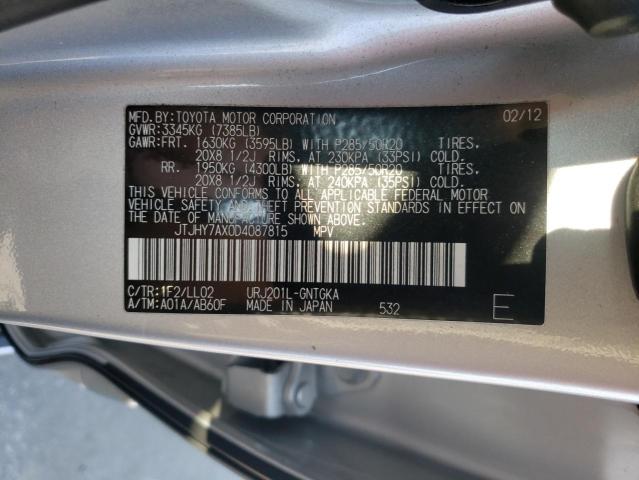 MFD. BY: TOYOTA MOTOR CORPORATION 02/12
GVWR: 3345KG (7385LB)
GAWR: FRT. 1630KG (3595LB) WITH P285/50R20 TIRES,
20X8 1/2J RIMS, AT 230KPA (33PSI) COLD.
RR. 1950KG (4300LB) WITH P285/50R20 TIRES,
20X8 1/2J RIMS, AT 240KPA (35PSI) COLD.
THIS VEHICLE CONFORMS TO ALL APPLICABLE FEDERAL MOTOR
VEHICLE SAFETY AND THEFT PREVENTION STANDARDS IN EFFECT ON
THE DATE OF MANUFACTURE SHOWN ABOVE.
JTJHY7AX0D4087815 MPV
C/TR: 1F2/LL02 URJ201L-GNTGKA
A/TM: A01A/AB60F MADE IN JAPAN 532 E